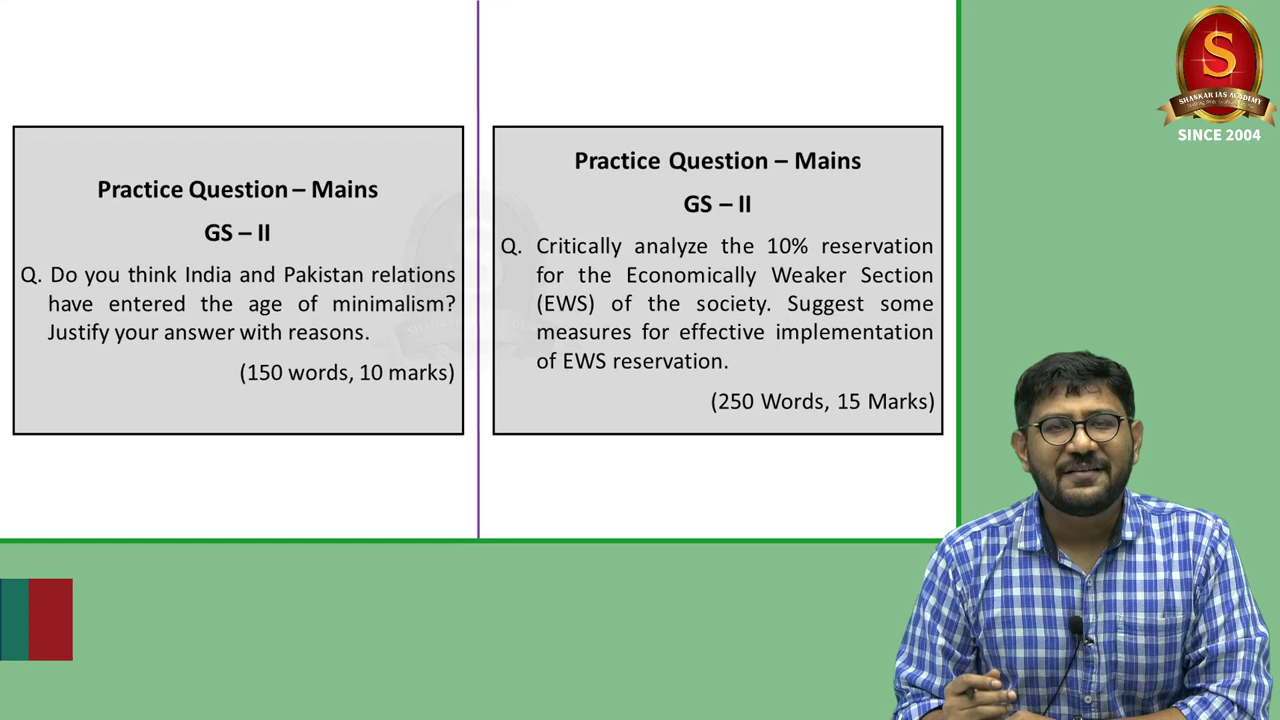 Practice Question – Mains
GS – II
Q. Do you think India and Pakistan relations
have entered the age of minimalism?
Justify your answer with reasons.
(150 words, 10 marks)
Practice Question – Mains
GS – II
Q. Critically analyze the 10% reservation
for the Economically Weaker Section
(EWS) of the society. Suggest some
measures for effective implementation
of EWS reservation.
(250 Words, 15 Marks)
S
SHANKAR IAS ACADEMY
SINCE 2004